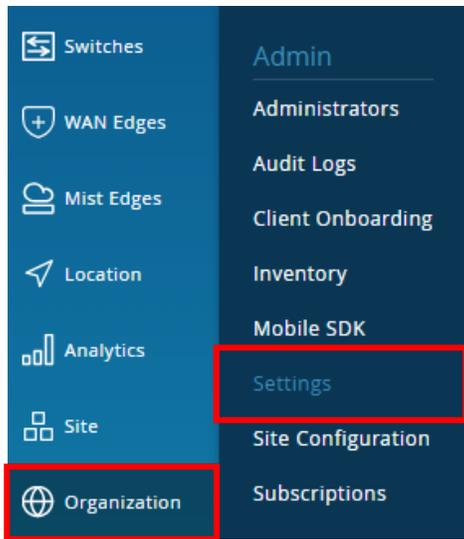 Switches
WAN Edges
Mist Edges
Location
Analytics
Site
Organization
Admin
Administrators
Audit Logs
Client Onboarding
Inventory
Mobile SDK
Settings
Site Configuration
Subscriptions